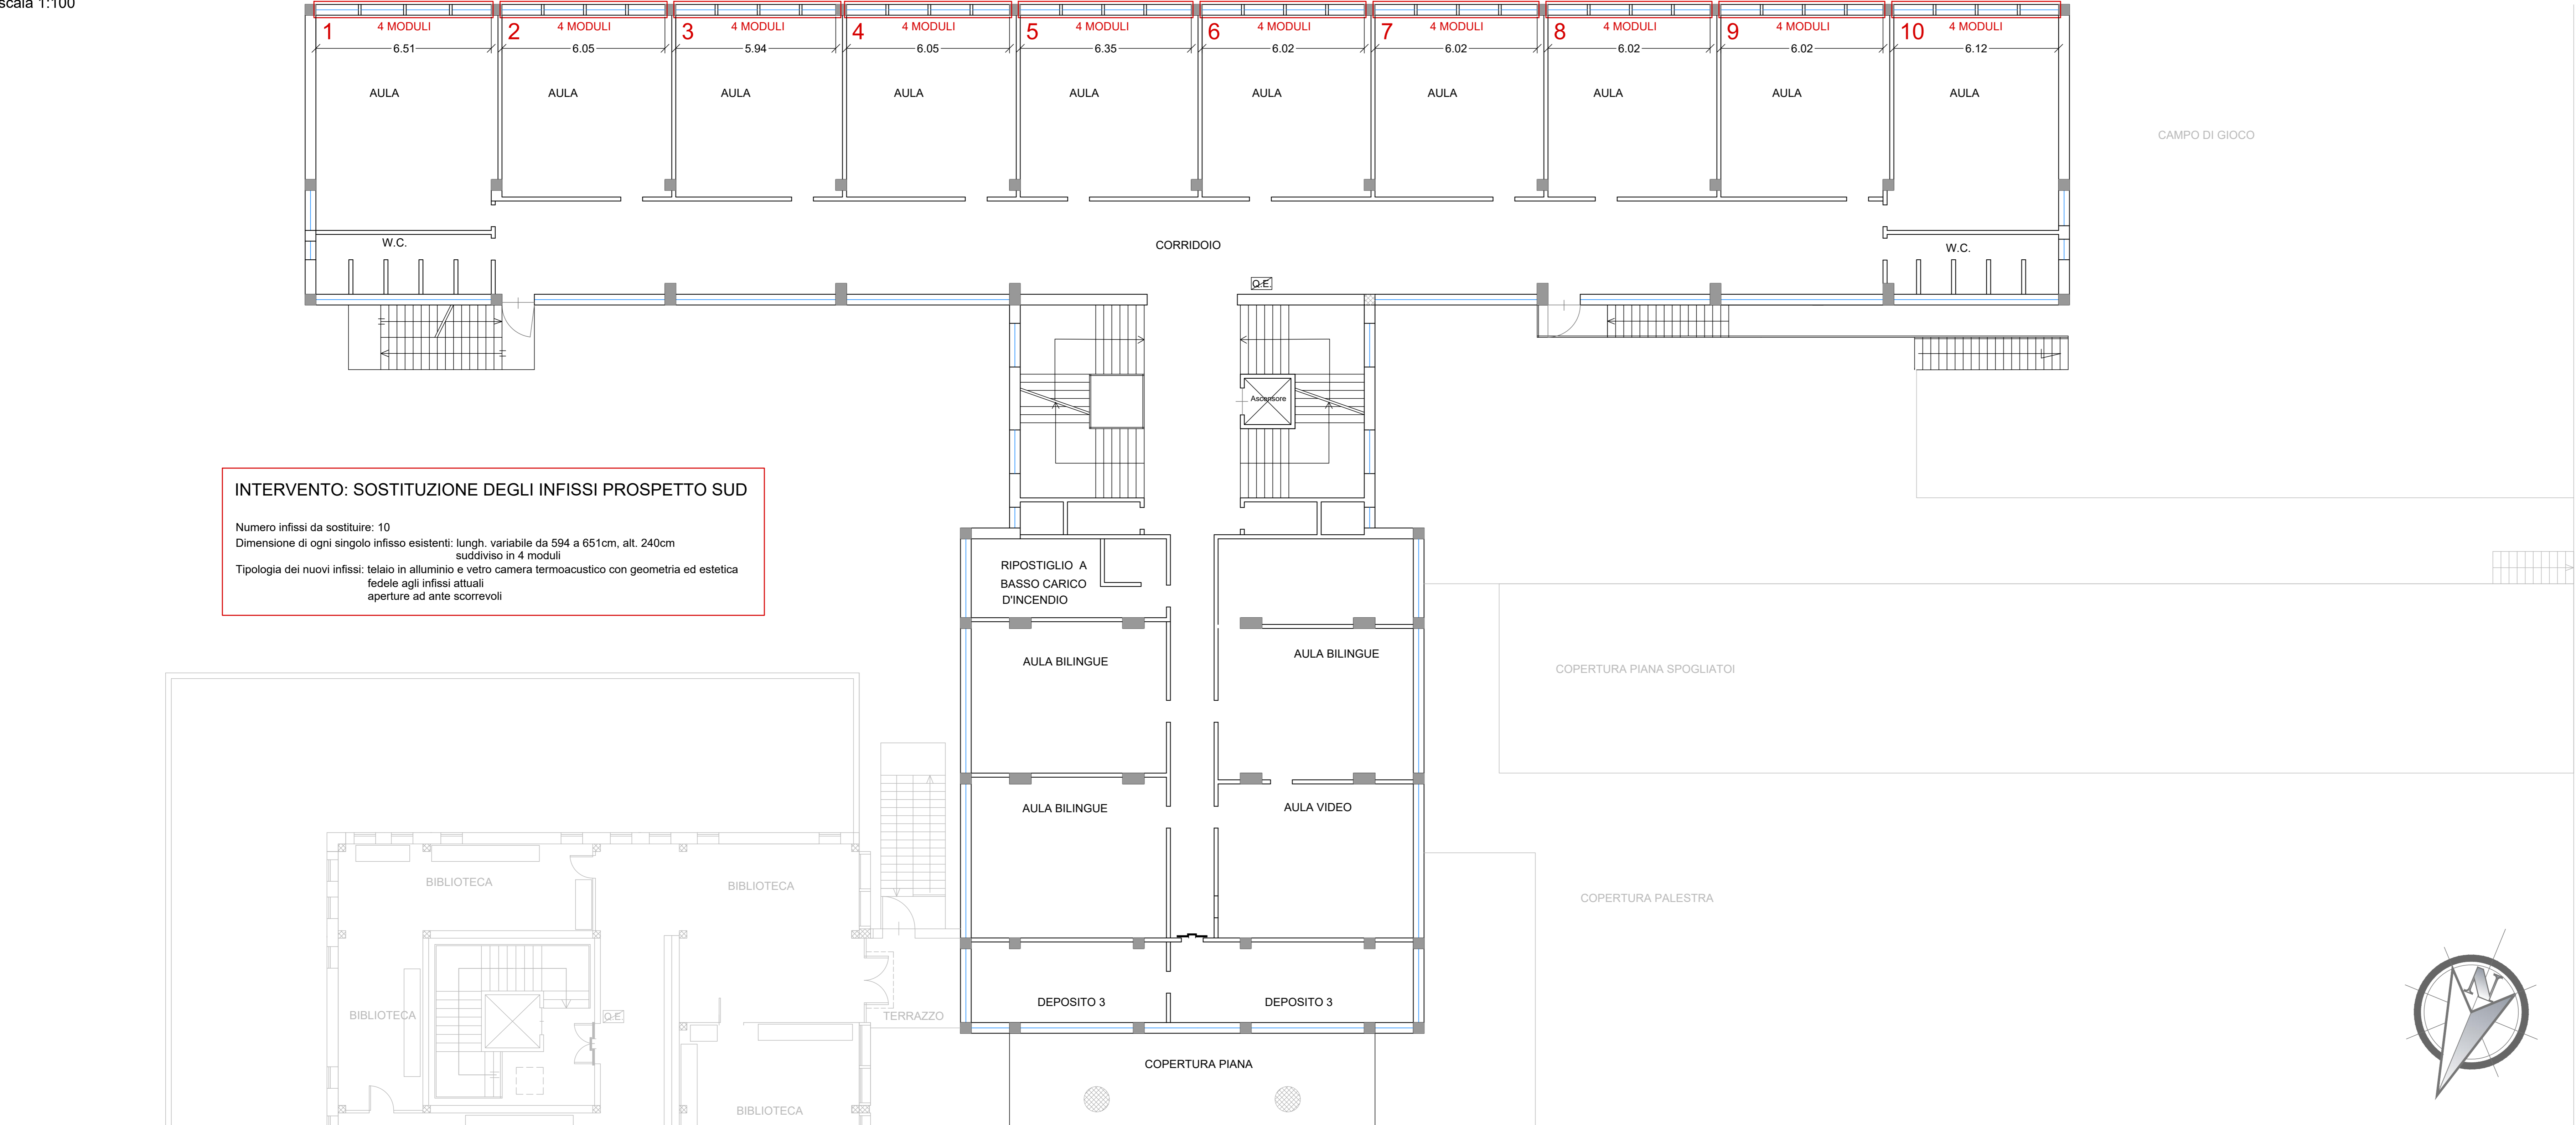 scala 1:100
1 4 MODULI 2 4 MODULI 3 4 MODULI 4 4 MODULI 5 4 MODULI 6 4 MODULI 7 4 MODULI 8 4 MODULI 9 4 MODULI 10 4 MODULI
6.51 6.05 5.94 6.05 6.35 6.02 6.02 6.02 6.02 6.12
AULA AULA AULA AULA AULA AULA AULA AULA AULA AULA
CAMPO DI GIOCO
W.C. CORRIDOIO W.C.
Q.E.
Ascensore
INTERVENTO: SOSTITUZIONE DEGLI INFISSI PROSPETTO SUD
Numero infissi da sostituire: 10
Dimensione di ogni singolo infisso esistenti: lungh. variabile da 594 a 651cm, alt. 240cm
suddiviso in 4 moduli
Tipologia dei nuovi infissi: telaio in alluminio e vetro camera termoacustico con geometria ed estetica
fedele agli infissi attuali
aperture ad ante scorrevoli
RIPOSTIGLIO A
BASSO CARICO
D'INCENDIO
AULA BILINGUE AULA BILINGUE
COPERTURA PIANA SPOGLIATOI
AULA BILINGUE AULA VIDEO
BIBLIOTECA BIBLIOTECA
COPERTURA PALESTRA
DEPOSITO 3 DEPOSITO 3
BIBLIOTECA Q.E. TERRAZZO
N
COPERTURA PIANA
BIBLIOTECA